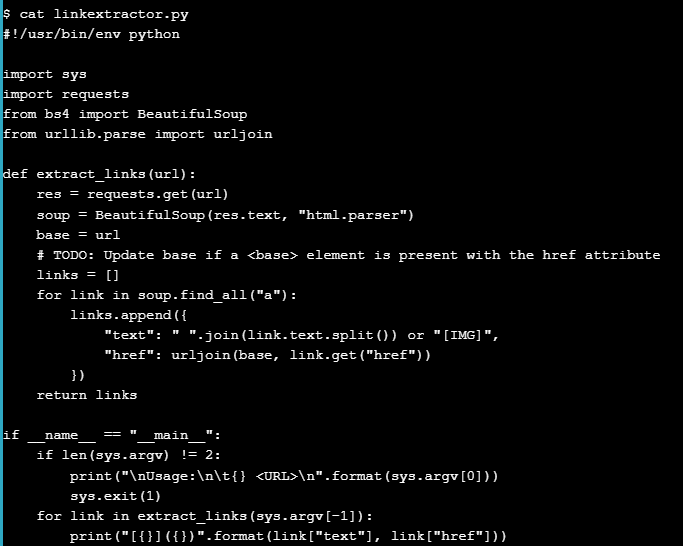 $ cat linkextractor.py
#!/usr/bin/env python

import sys
import requests
from bs4 import BeautifulSoup
from urllib.parse import urljoin

def extract_links(url):
    res = requests.get(url)
    soup = BeautifulSoup(res.text, "html.parser")
    base = url
    # TODO: Update base if a <base> element is present with the href attribute
    links = []
    for link in soup.find_all("a"):
        links.append({
            "text": " ".join(link.text.split()) or "[IMG]",
            "href": urljoin(base, link.get("href"))
        })
    return links

if __name__ == "__main__":
    if len(sys.argv) != 2:
        print("\nUsage:\n\t{} <URL>\n".format(sys.argv[0]))
        sys.exit(1)
    for link in extract_links(sys.argv[-1]):
        print("[{}]({})".format(link["text"], link["href"]))